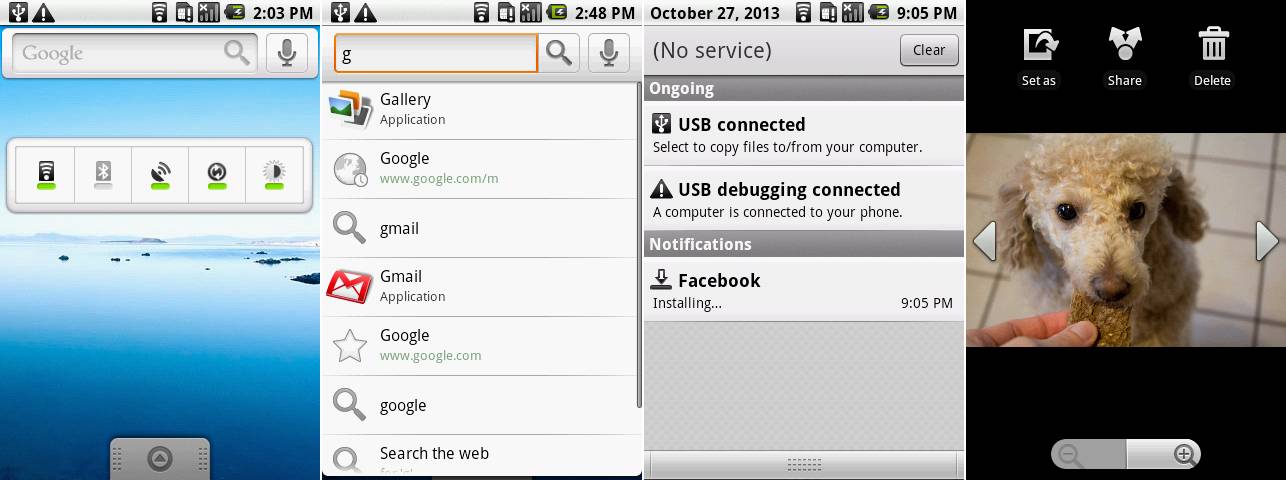 2:03 PM
Google
2:48 PM
g
Gallery
Application
Google
www.google.com/m
gmail
Gmail
Application
Google
www.google.com
google
Search the web
October 27, 2013
9:05 PM
(No service)
Clear
Ongoing
USB connected
Select to copy files to/from your computer.
USB debugging connected
A computer is connected to your phone.
Notifications
Facebook
Installing... 9:05 PM
Set as
Share
Delete